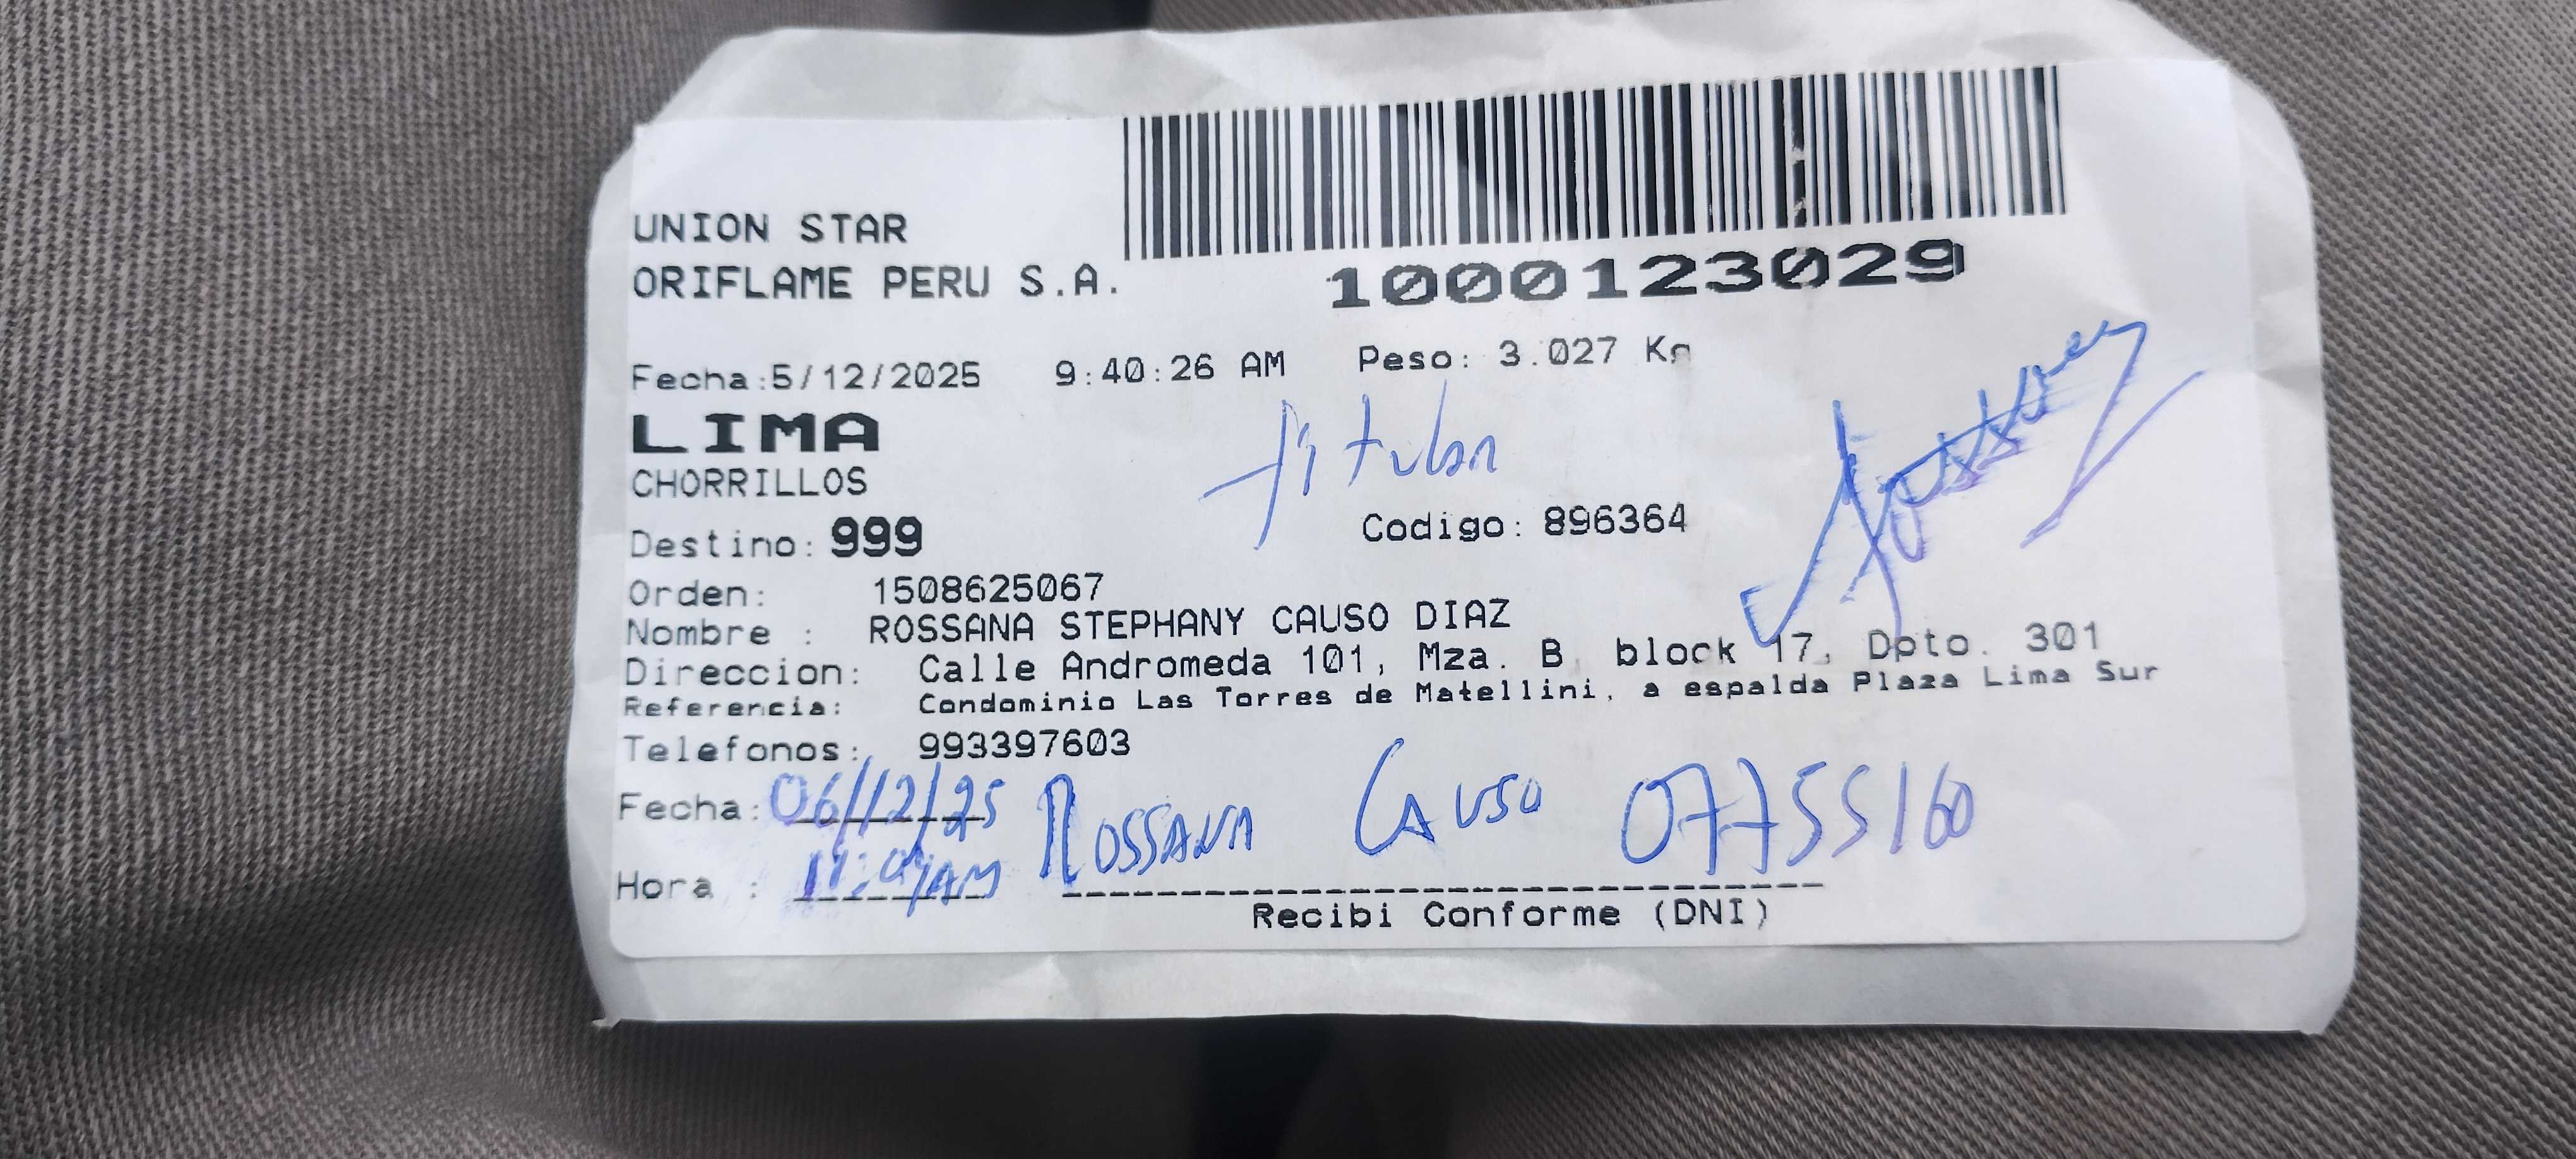 UNION STAR
ORIFLAME PERU S.A.
1000123029
Fecha:5/12/2025 9:40:26 AM Peso: 3.027 Kg
LIMA
titular
CHORRILLOS
Destino: 999 Codigo: 896364
Orden: 1508625067
Nombre : ROSSANA STEPHANY CAUSO DIAZ
Direccion: Calle Andromeda 101, Mza. B, block 17, Dpto. 301
Referencia: Condominio Las Torres de Matellini, a espalda Plaza Lima Sur
Telefonos: 993397603
Fecha: 06/12/25 ROSSANA CAUSO 07755160
Hora :
Recibi Conforme (DNI)